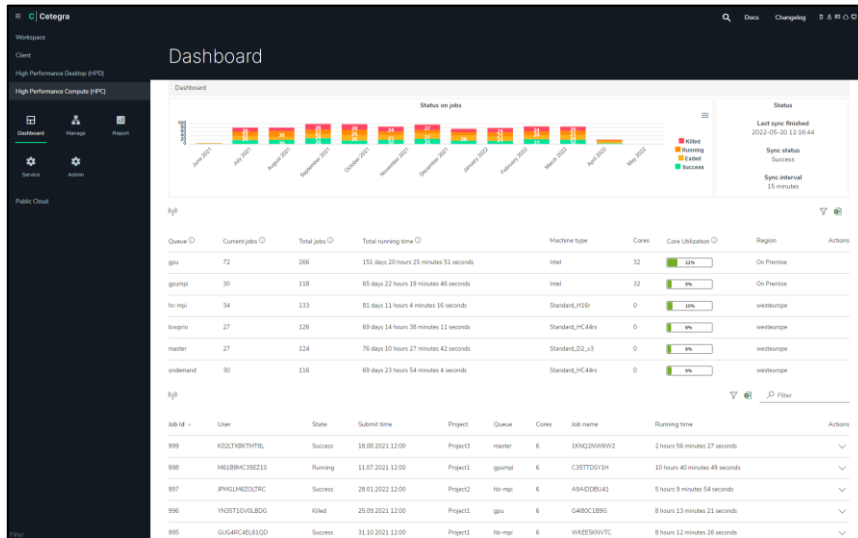 Cetegra
Docs Changelog
Workspace
Client
High Performance Desktop (HPD)
High Performance Compute (HPC)
Dashboard Manage Report
Service Admin
Public Cloud
Filter
Dashboard
Dashboard
Status on jobs
100
0
June 2021 July 2021 August 2021 September 2021 October 2021 November 2021 December 2021 January 2022 February 2022 March 2022 April 2022 May 2022
Killed
Running
Exited
Success
Status
Last sync finished
2022-05-20 12:16:44
Sync status
Success
Sync interval
15 minutes
Queue Current jobs Total jobs Total running time Machine type Cores Core Utilization Region Actions
gpu 72 266 151 days 20 hours 25 minutes 51 seconds Intel 32 22% On Premise
gpumpi 30 118 65 days 22 hours 19 minutes 46 seconds Intel 32 9% On Premise
hc-mpi 34 133 81 days 11 hours 4 minutes 16 seconds Standard_H16r 0 10% westeurope
lowprio 27 126 69 days 14 hours 38 minutes 11 seconds Standard_HC44rs 0 8% westeurope
master 27 124 76 days 10 hours 27 minutes 42 seconds Standard_D2_v3 0 8% westeurope
ondemand 30 116 69 days 23 hours 54 minutes 4 seconds Standard_HC44rs 0 9% westeurope
Filter
Job Id User State Submit time Project Queue Cores Job name Running time Actions
999 K02LTXBKTMTBL Success 18.08.2021 12:00 Project3 master 6 1KNQ2NW6W2 2 hours 56 minutes 27 seconds
998 M61B8MC39EZ1S Running 11.07.2021 12:00 Project1 gpumpi 6 C35TTDSY1H 10 hours 40 minutes 49 seconds
997 JPMGLM6ZOLTRC Success 28.01.2022 12:00 Project2 hb-mpi 6 A9AIDDBU41 5 hours 9 minutes 54 seconds
996 YN35T1GV0LBDG Killed 25.09.2021 12:00 Project1 gpu 6 G4I80C1B9G 8 hours 13 minutes 21 seconds
995 GUG4RC4EL61QD Success 31.10.2021 12:00 Project1 hb-mpi 6 WKEE5KNVTC 8 hours 12 minutes 26 seconds